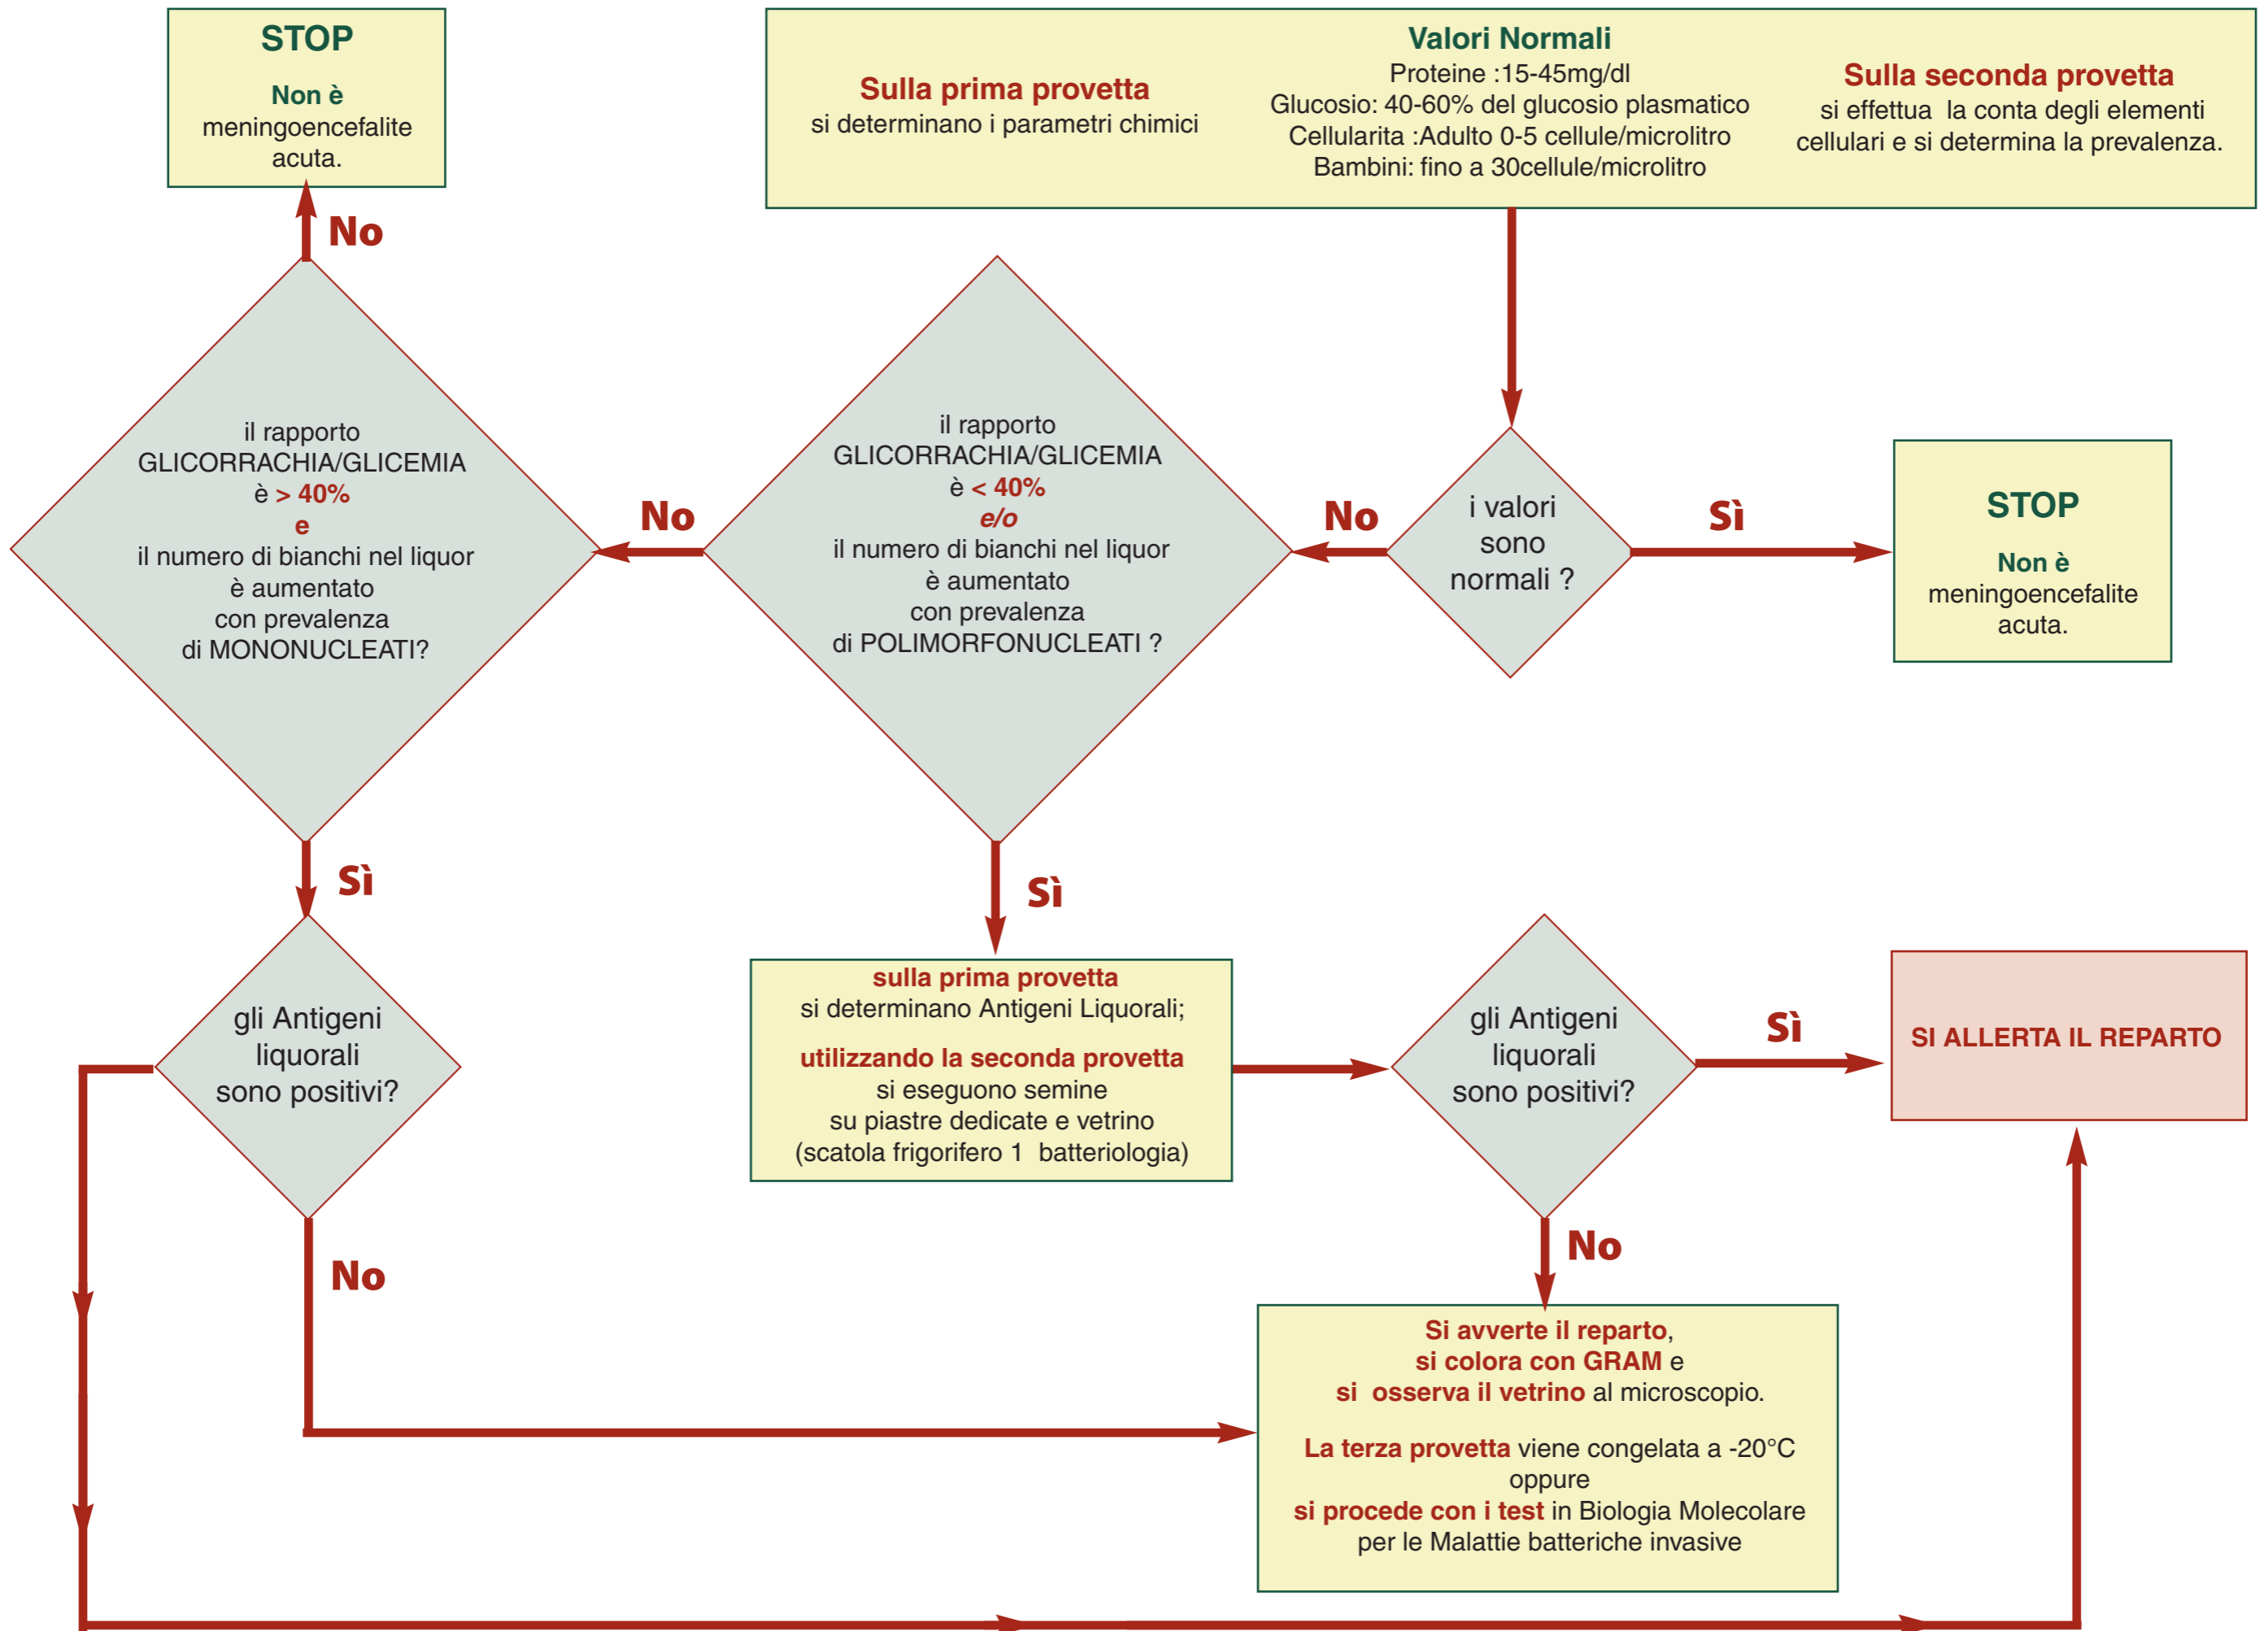 STOP
Non è
meningoencefalite
acuta.
Sulla prima provetta
si determinano i parametri chimici
Valori Normali
Proteine :15-45mg/dl
Glucosio: 40-60% del glucosio plasmatico
Cellularita :Adulto 0-5 cellule/microlitro
Bambini: fino a 30cellule/microlitro
Sulla seconda provetta
si effettua la conta degli elementi
cellulari e si determina la prevalenza.
No
il rapporto
GLICORRACHIA/GLICEMIA
è > 40%
e
il numero di bianchi nel liquor
è aumentato
con prevalenza
di MONONUCLEATI?
No
il rapporto
GLICORRACHIA/GLICEMIA
è < 40%
e/o
il numero di bianchi nel liquor
è aumentato
con prevalenza
di POLIMORFONUCLEATI ?
No
i valori
sono
normali ?
Sì
STOP
Non è
meningoencefalite
acuta.
Sì
Sì
gli Antigeni
liquorali
sono positivi?
sulla prima provetta
si determinano Antigeni Liquorali;
utilizzando la seconda provetta
si eseguono semine
su piastre dedicate e vetrino
(scatola frigorifero 1 batteriologia)
gli Antigeni
liquorali
sono positivi?
Sì
SI ALLERTA IL REPARTO
No
No
Si avverte il reparto,
si colora con GRAM e
si osserva il vetrino al microscopio.
La terza provetta viene congelata a -20°C
oppure
si procede con i test in Biologia Molecolare
per le Malattie batteriche invasive